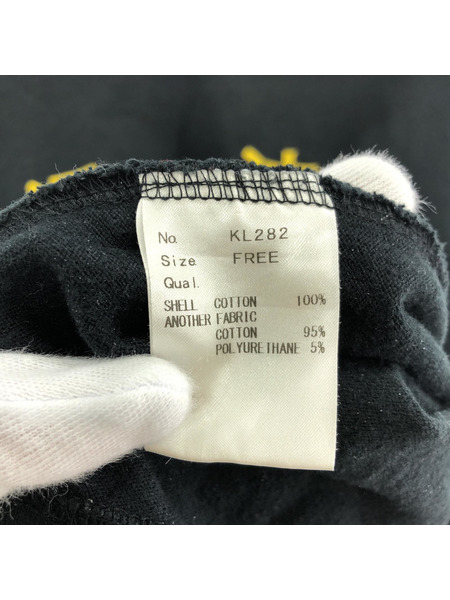 No. KL282
Size. FREE
Qual.
SHELL COTTON 100%
ANOTHER FABRIC
COTTON 95%
POLYURETHANE 5%